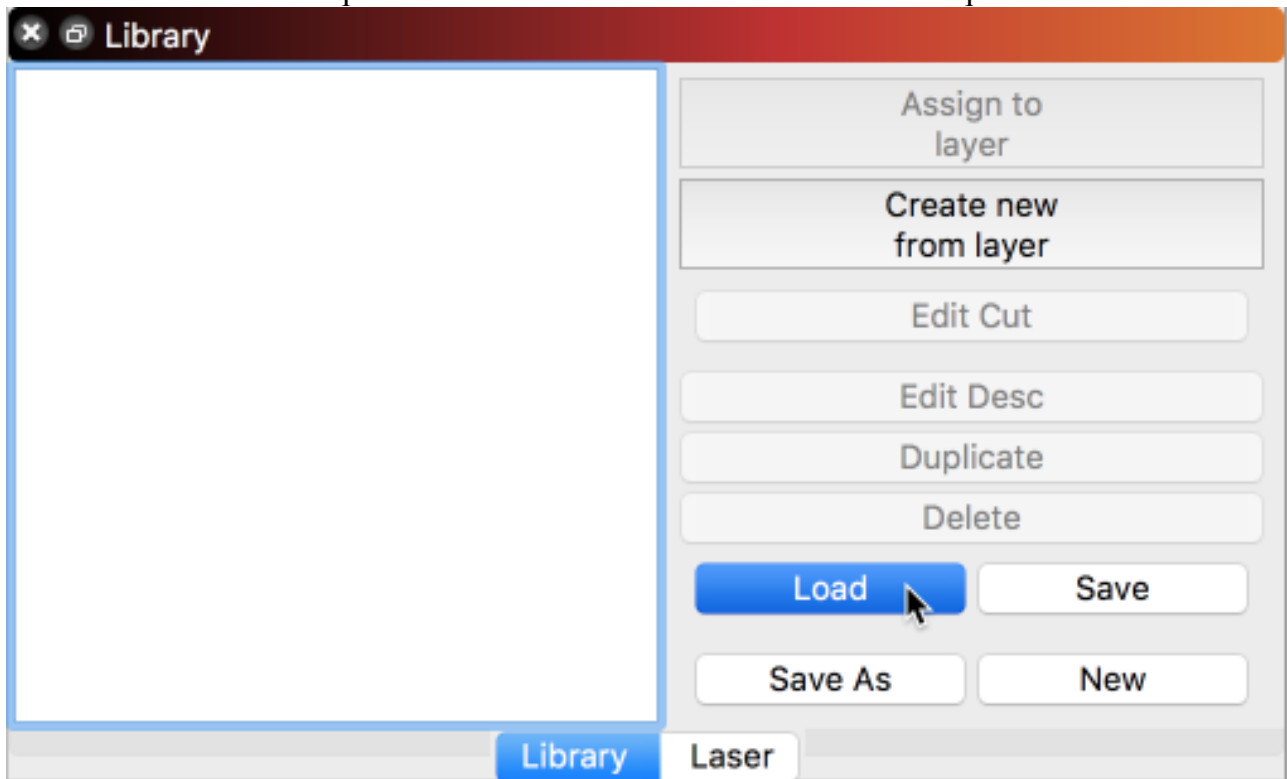 Library
Assign to
layer
Create new
from layer
Edit Cut
Edit Desc
Duplicate
Delete
Load Save
Save As New
Library Laser